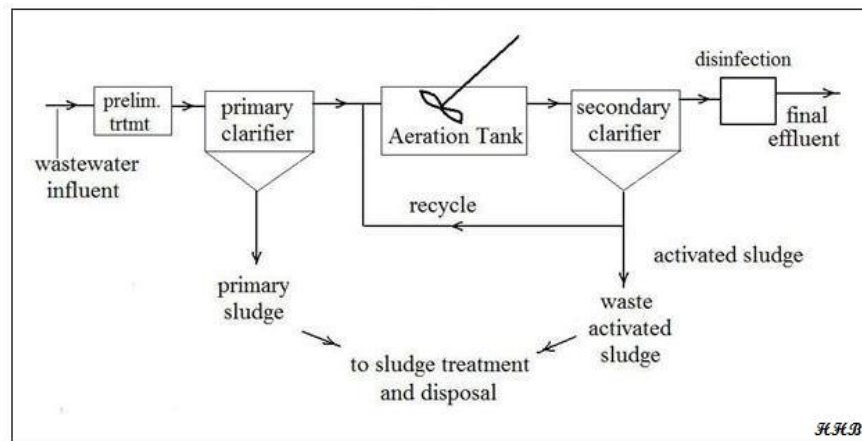 disinfection
prelim.
trtmt
primary
clarifier
Aeration Tank
secondary
clarifier
final
effluent
wastewater
influent
recycle
activated sludge
primary
sludge
waste
activated
sludge
to sludge treatment
and disposal
HHB